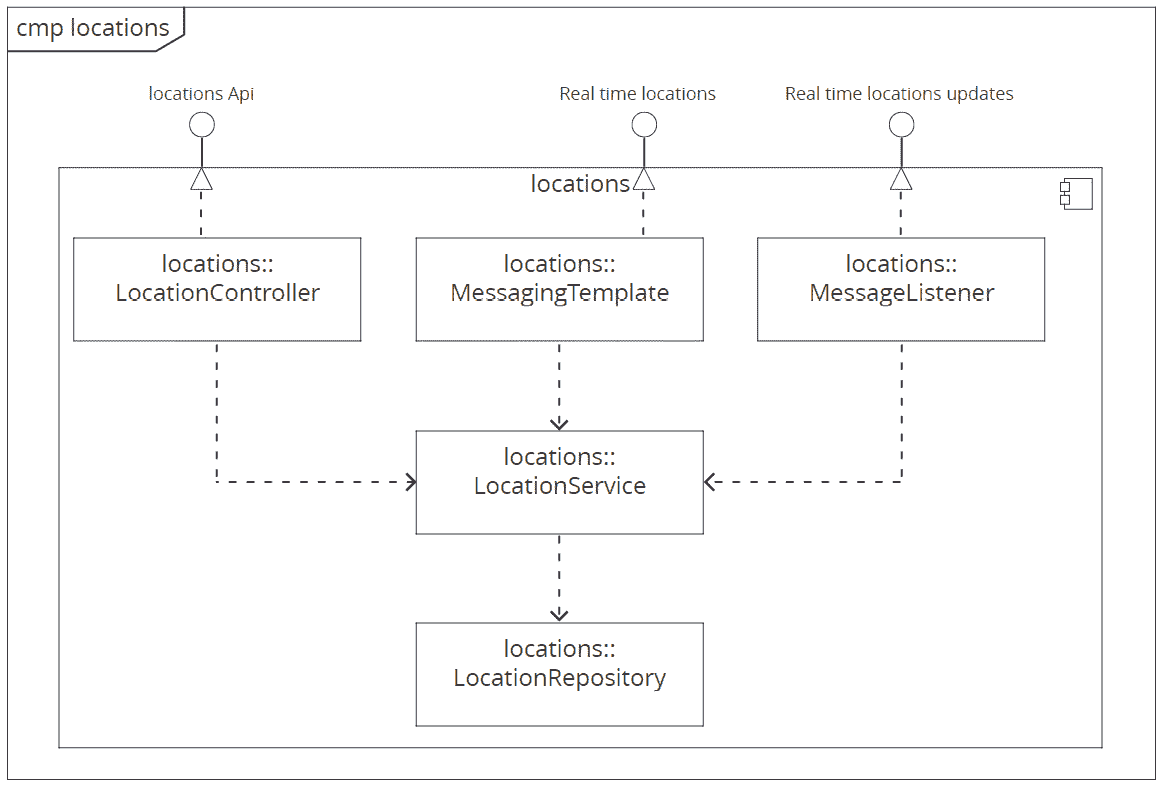 cmp locations
locations Api
Real time locations
Real time locations updates
locations
locations::
LocationController
locations::
MessagingTemplate
locations::
MessageListener
locations::
LocationService
locations::
LocationRepository